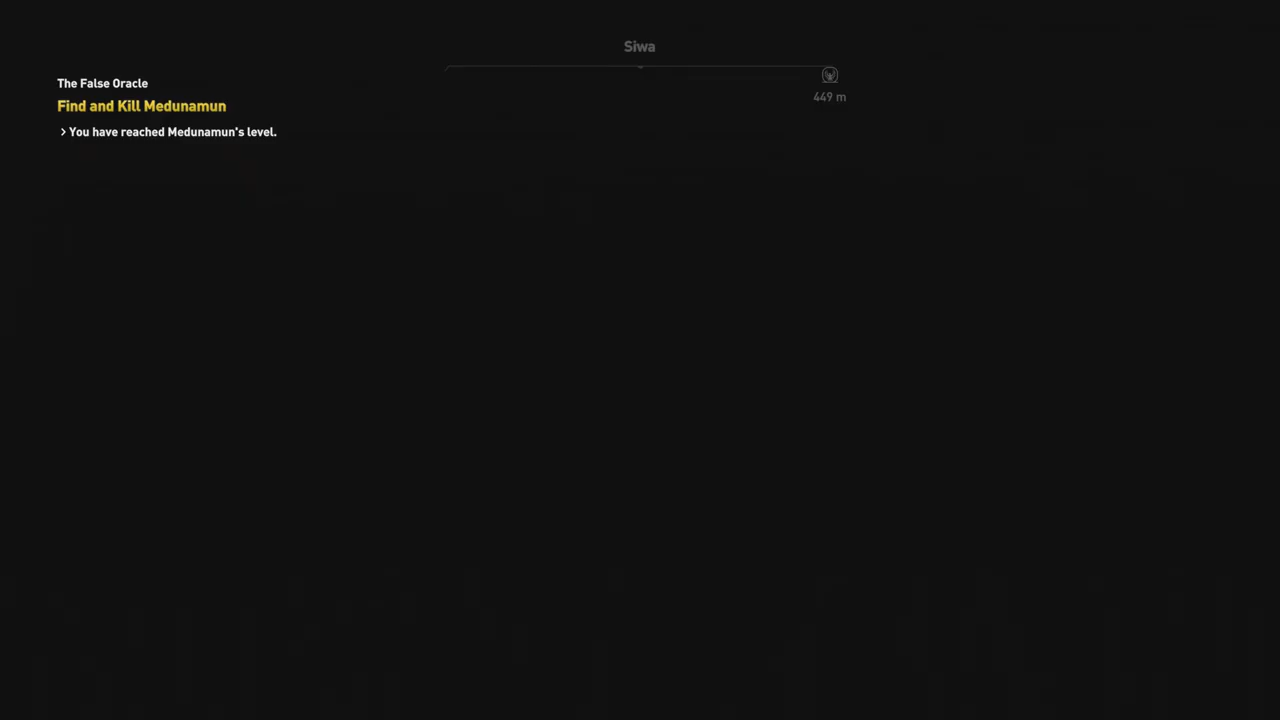 Siwa
The False Oracle
Find and Kill Medunamun
> You have reached Medunamun's level.
449 m